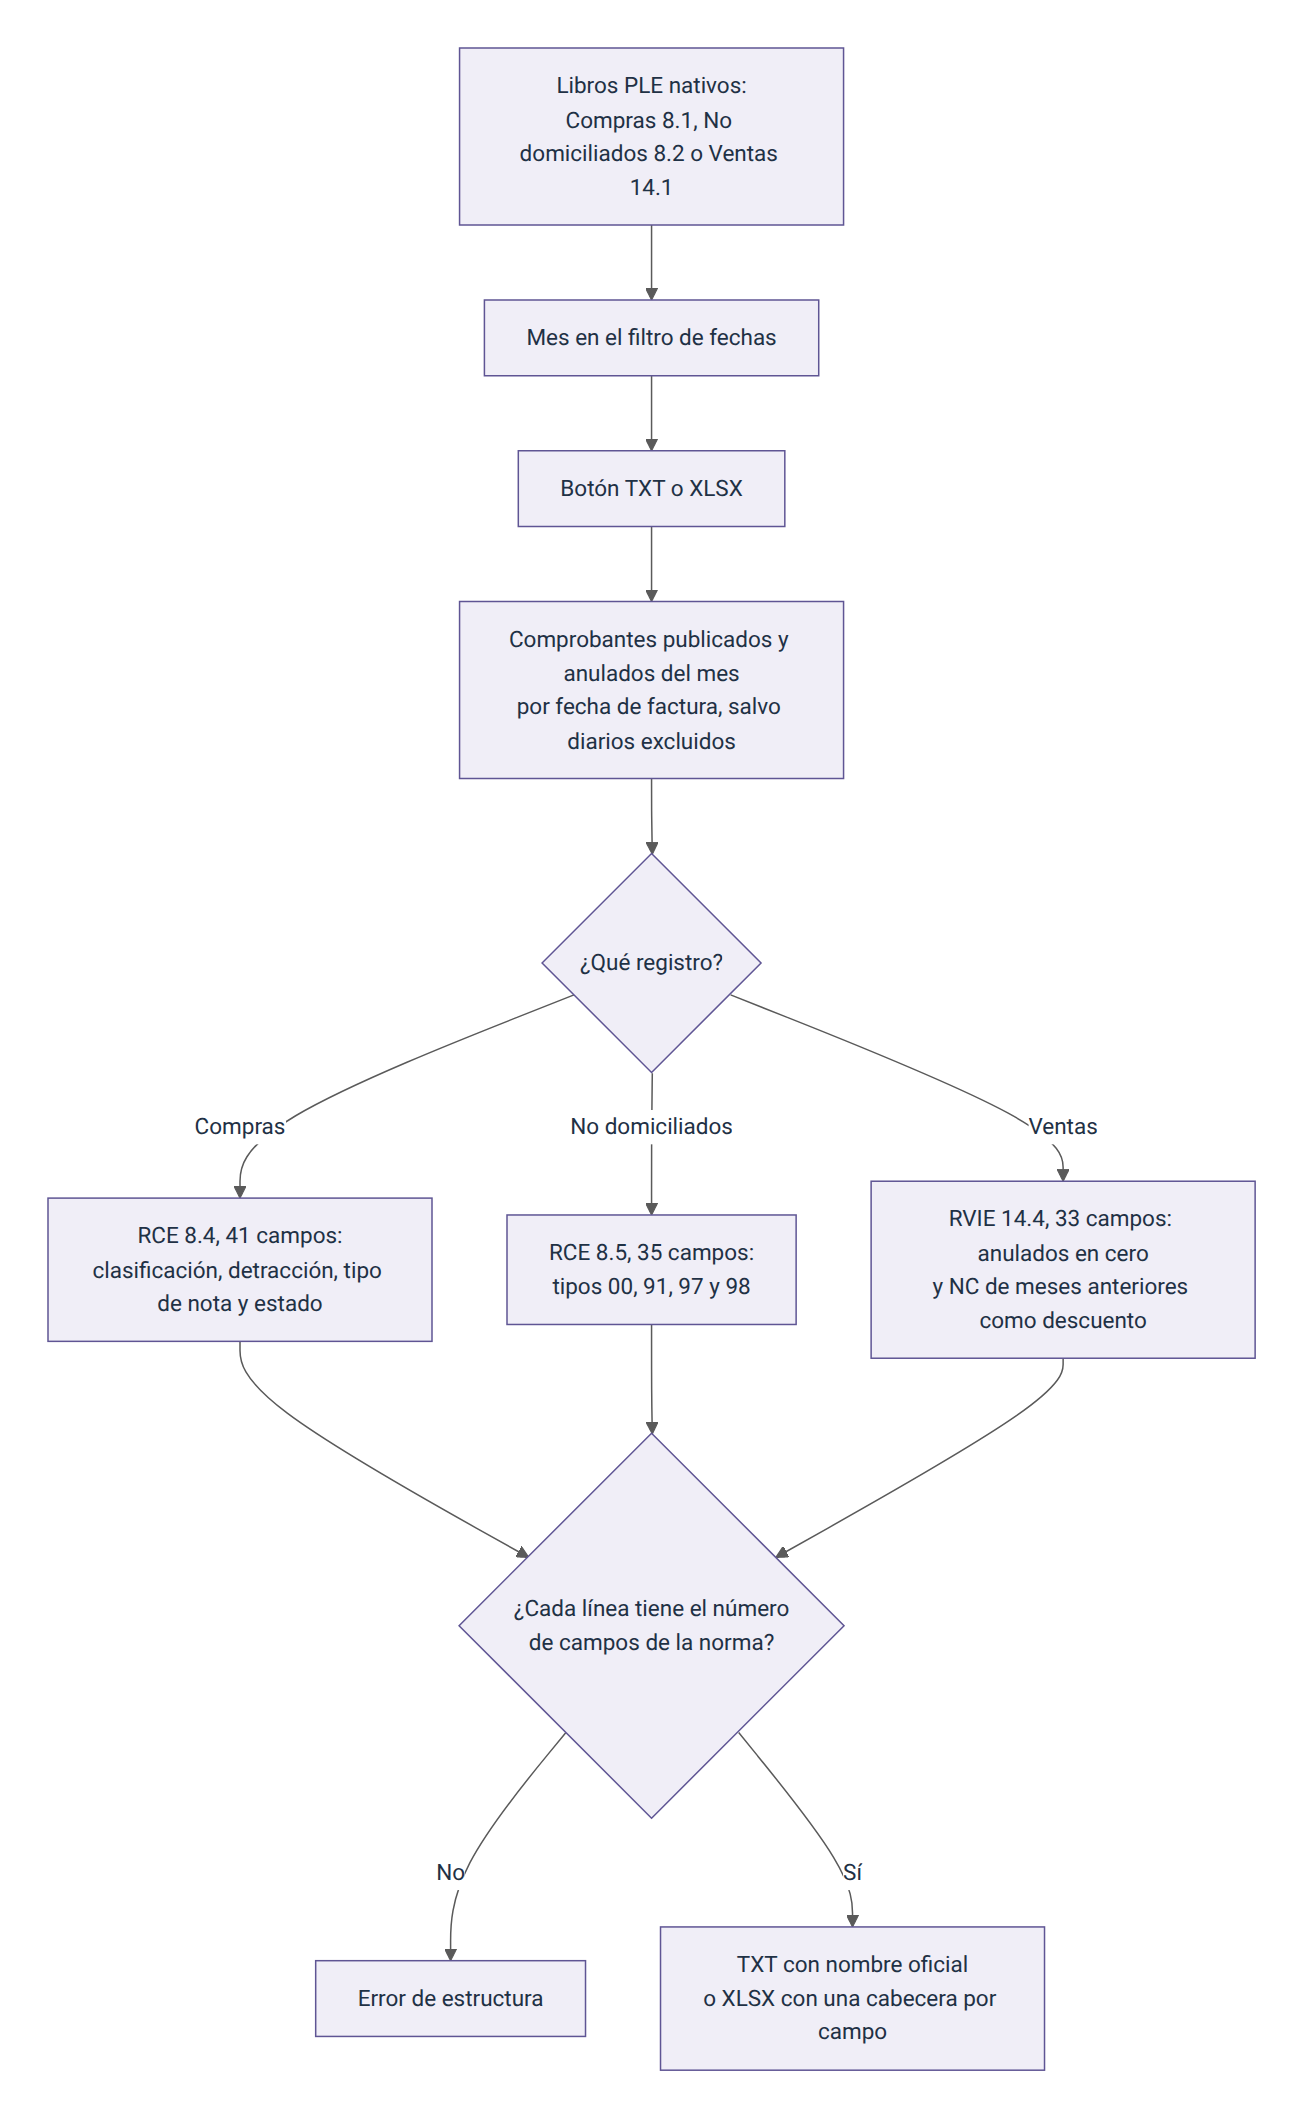 Libros PLE nativos:
Compras 8.1, No
domiciliados 8.2 o Ventas
14.1
Mes en el filtro de fechas
Botón TXT o XLSX
Comprobantes publicados y
anulados del mes
por fecha de factura, salvo
diarios excluidos
¿Qué registro?
Compras
No domiciliados
Ventas
RCE 8.4, 41 campos:
clasificación, detracción, tipo
de nota y estado
RCE 8.5, 35 campos:
tipos 00, 91, 97 y 98
RVIE 14.4, 33 campos:
anulados en cero
y NC de meses anteriores
como descuento
¿Cada línea tiene el número
de campos de la norma?
No
Sí
Error de estructura
TXT con nombre oficial
o XLSX con una cabecera por
campo